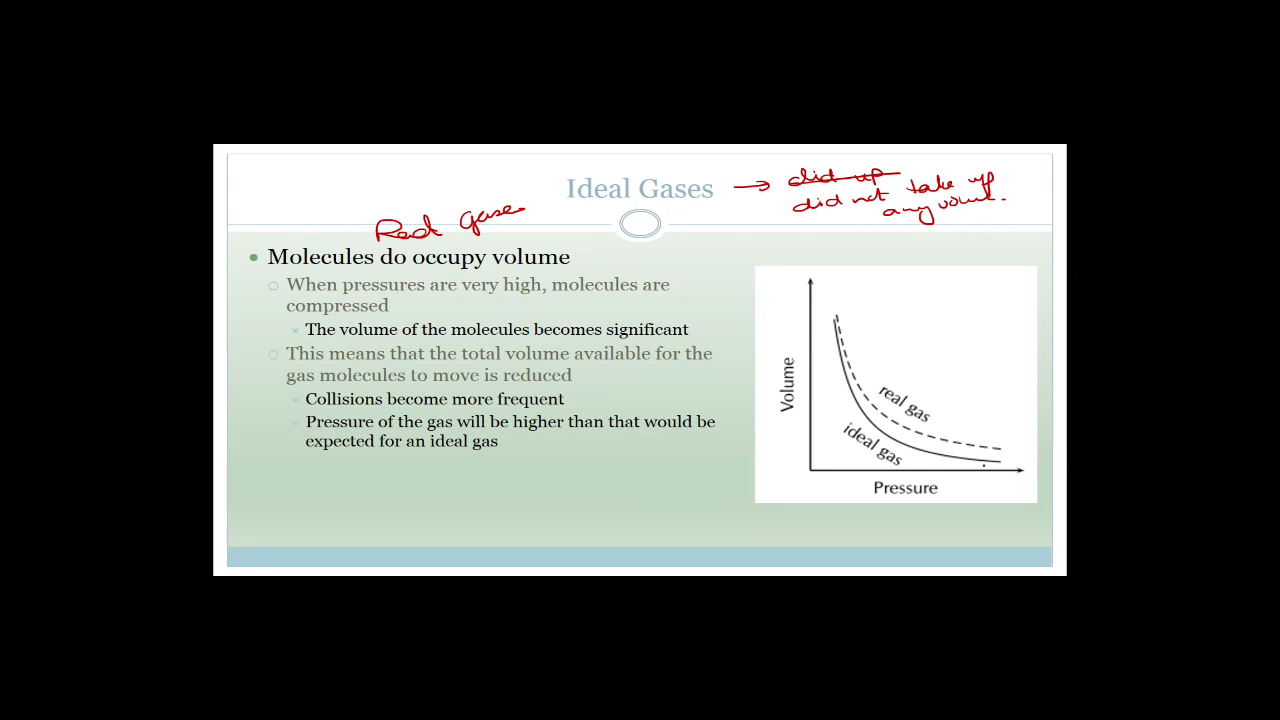 Ideal Gases
→ did up
did not take up
any volume.
Real gases
• Molecules do occupy volume
When pressures are very high, molecules are
compressed
The volume of the molecules becomes significant
This means that the total volume available for the
gas molecules to move is reduced
Collisions become more frequent
Pressure of the gas will be higher than that would be
expected for an ideal gas
Volume
real gas
ideal gas
Pressure